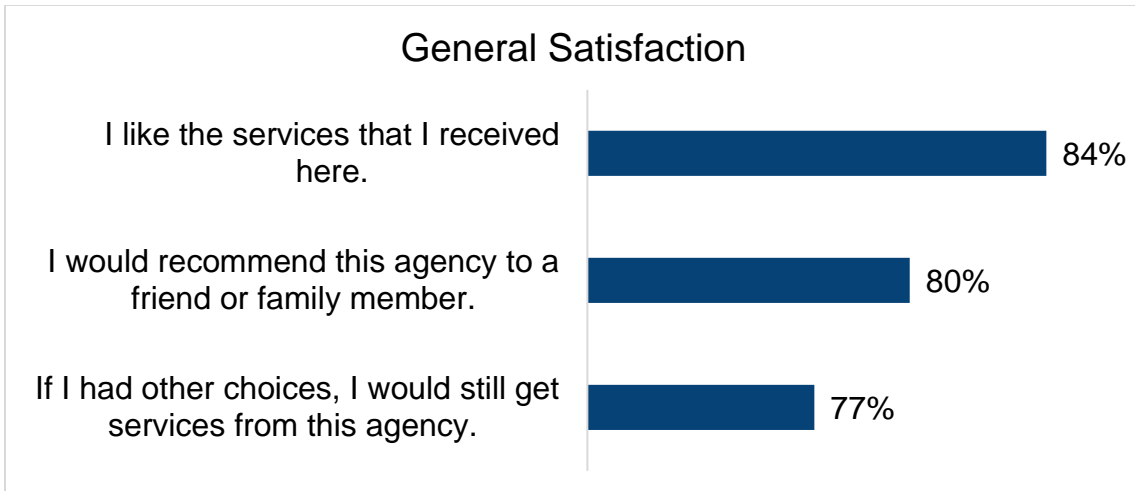 General Satisfaction
I like the services that I received
here.
84%
I would recommend this agency to a
friend or family member.
80%
If I had other choices, I would still get
services from this agency.
77%